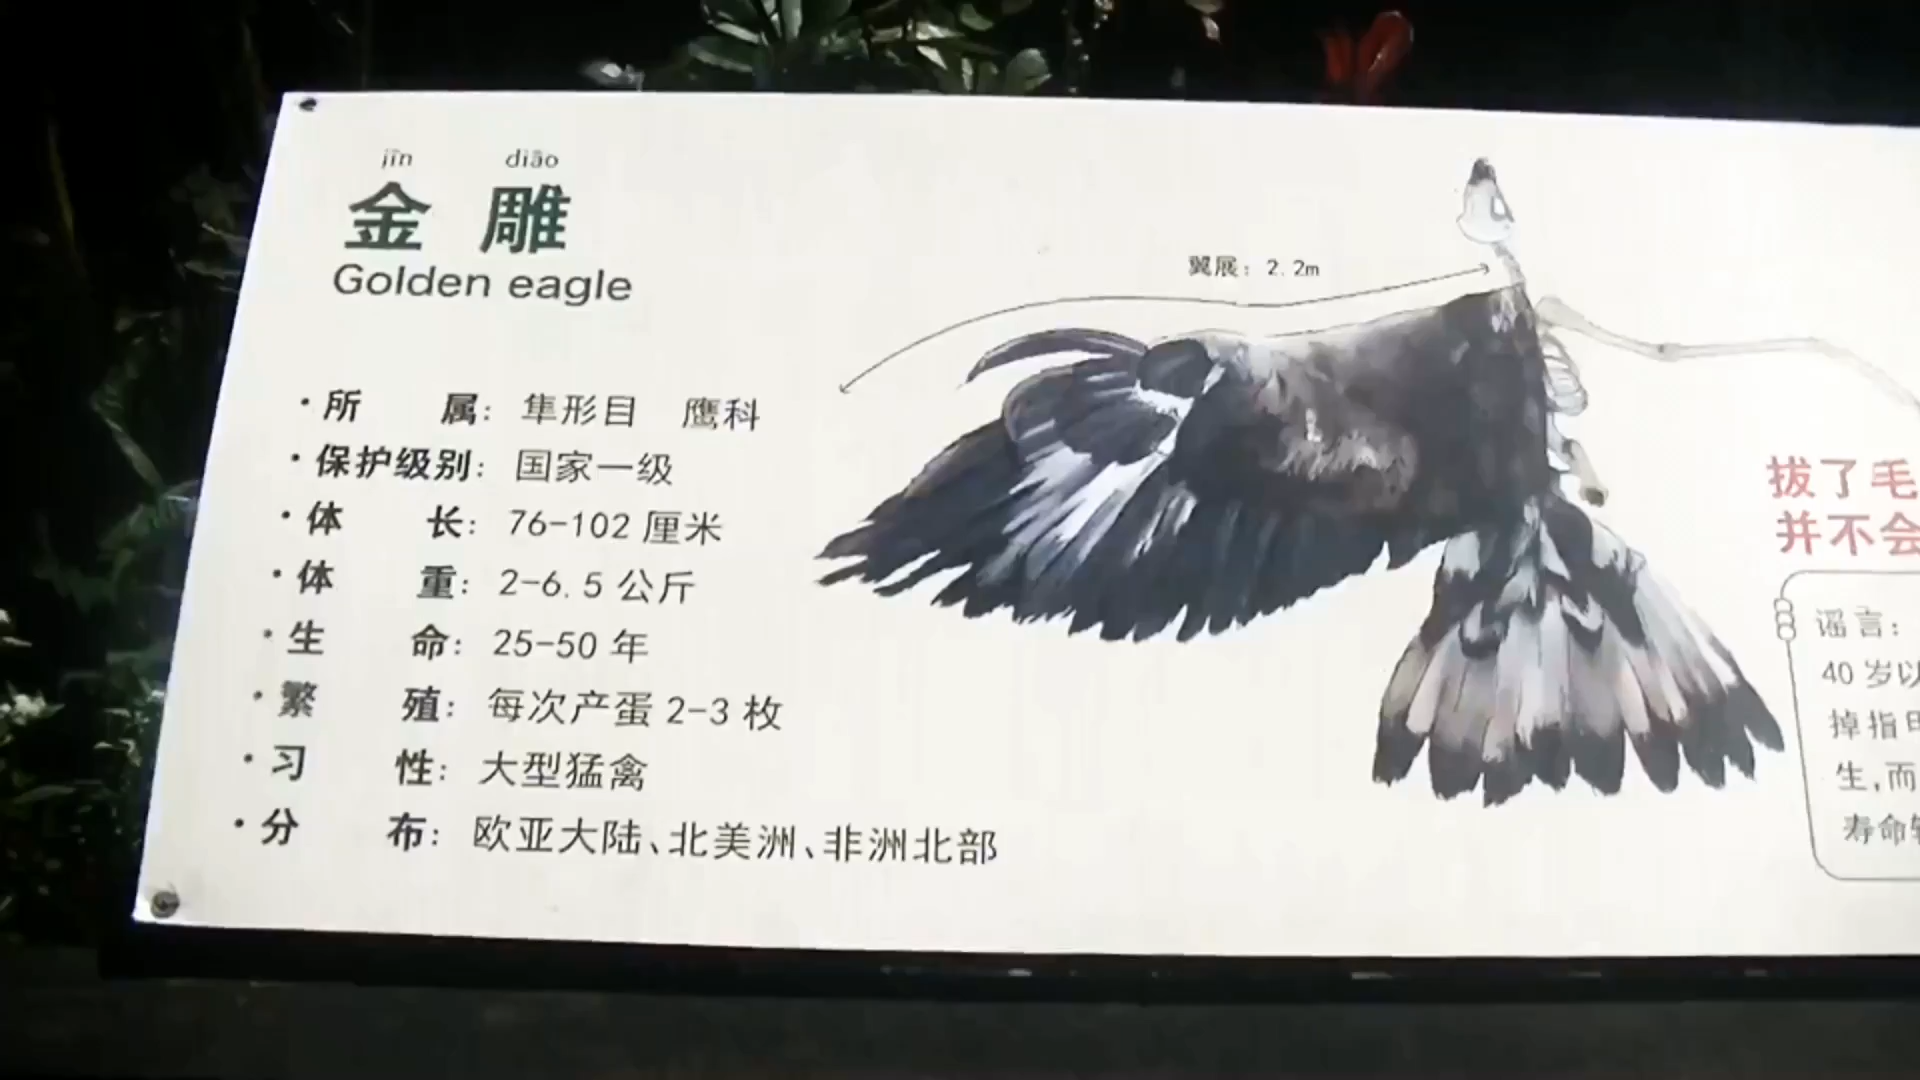 jīn diāo
金 雕
Golden eagle
翼展：2.2m
·所 属：隼形目 鹰科
·保护级别：国家一级
·体 长：76-102 厘米
·体 重：2-6.5 公斤
·生 命：25-50 年
·繁 殖：每次产蛋 2-3 枚
·习 性：大型猛禽
·分 布：欧亚大陆、北美洲、非洲北部
拔了毛
并不会
谣言：
40 岁以
掉指甲
生,而
寿命